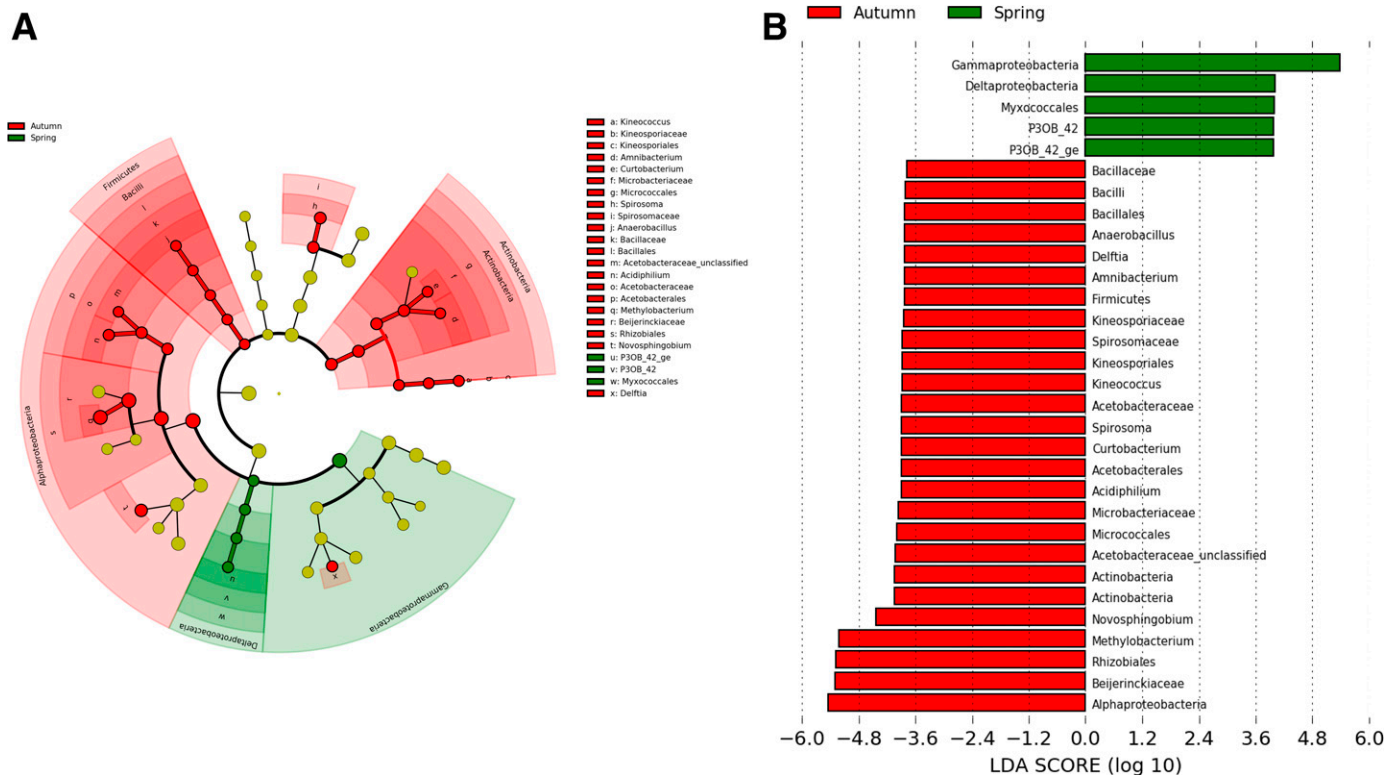 A
Autumn
Spring
Firmicutes
Bacilli
l
k
j
i
h
Actinobacteria
Actinobacteria
g
f
e
d
a
b
c
p
o
m
n
r
q
s
Alphaproteobacteria
t
u
v
w
Deltaproteobacteria
x
Gammaproteobacteria
a: Kineococcus
b: Kineosporiaceae
c: Kineosporiales
d: Amnibacterium
e: Curtobacterium
f: Microbacteriaceae
g: Micrococcales
h: Spirosoma
i: Spirosomaceae
j: Anaerobacillus
k: Bacillaceae
l: Bacillales
m: Acetobacteraceae_unclassified
n: Acidiphilium
o: Acetobacteraceae
p: Acetobacterales
q: Methylobacterium
r: Beijerinckiaceae
s: Rhizobiales
t: Novosphingobium
u: P3OB_42_ge
v: P3OB_42
w: Myxococcales
x: Delftia
B
Autumn Spring
Gammaproteobacteria
Deltaproteobacteria
Myxococcales
P3OB_42
P3OB_42_ge
Bacillaceae
Bacilli
Bacillales
Anaerobacillus
Delftia
Amnibacterium
Firmicutes
Kineosporiaceae
Spirosomaceae
Kineosporiales
Kineococcus
Acetobacteraceae
Spirosoma
Curtobacterium
Acetobacterales
Acidiphilium
Microbacteriaceae
Micrococcales
Acetobacteraceae_unclassified
Actinobacteria
Actinobacteria
Novosphingobium
Methylobacterium
Rhizobiales
Beijerinckiaceae
Alphaproteobacteria
−6.0 −4.8 −3.6 −2.4 −1.2 0.0 1.2 2.4 3.6 4.8 6.0
LDA SCORE (log 10)